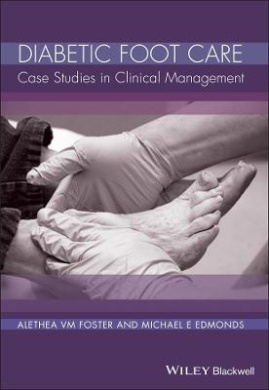 DIABETIC FOOT CARE
Case Studies in Clinical Management
ALETHEA VM FOSTER AND MICHAEL E EDMONDS
WILEY Blackwell